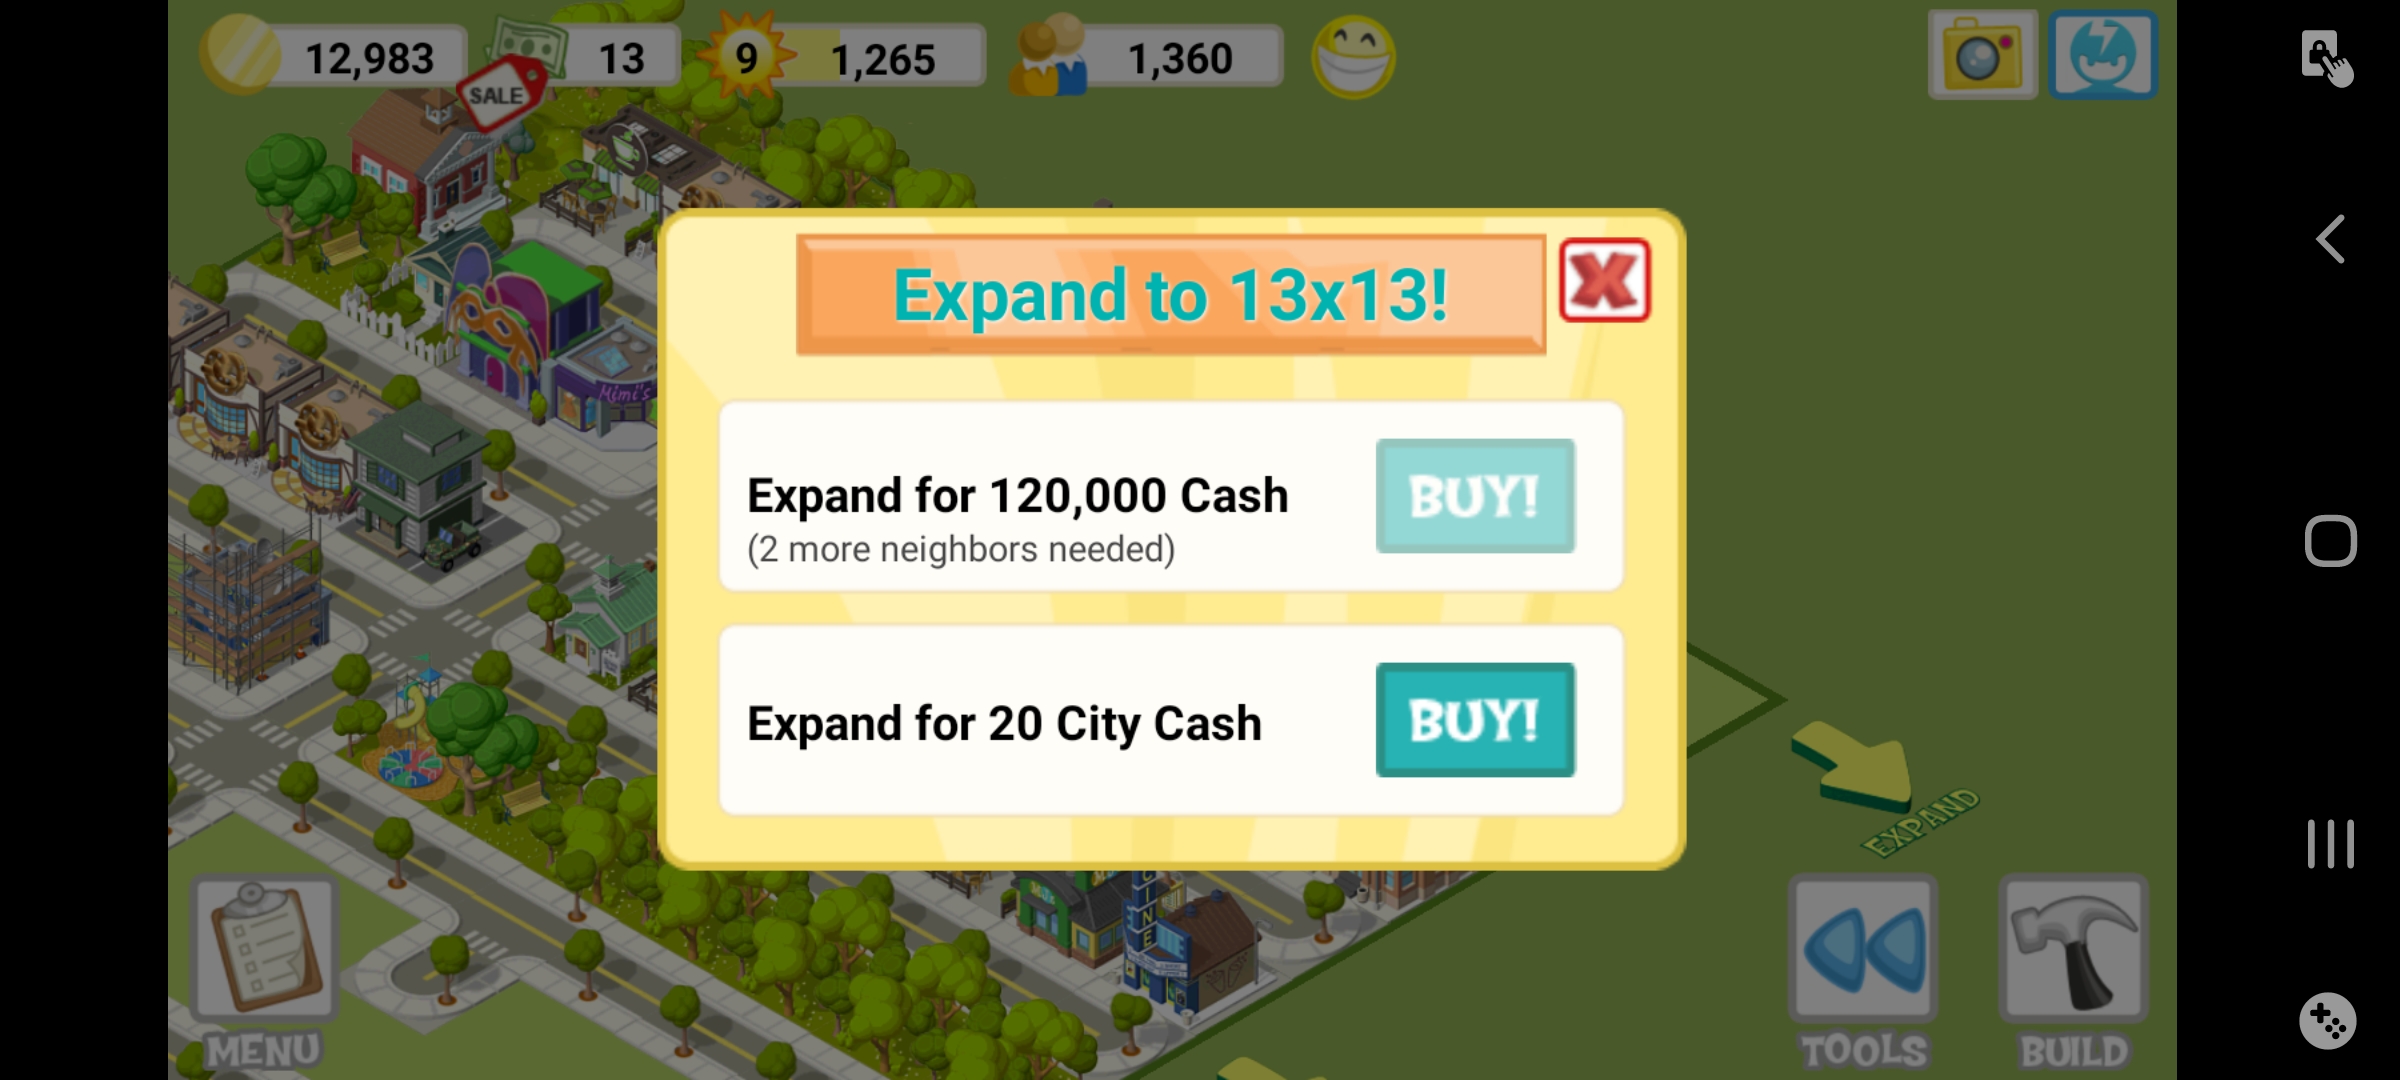 12,983
13
9
1,265
1,360
SALE
Expand to 13x13!
X
Expand for 120,000 Cash
(2 more neighbors needed)
BUY!
Expand for 20 City Cash
BUY!
Mimi's
EXPAND
MENU
TOOLS
BUILD